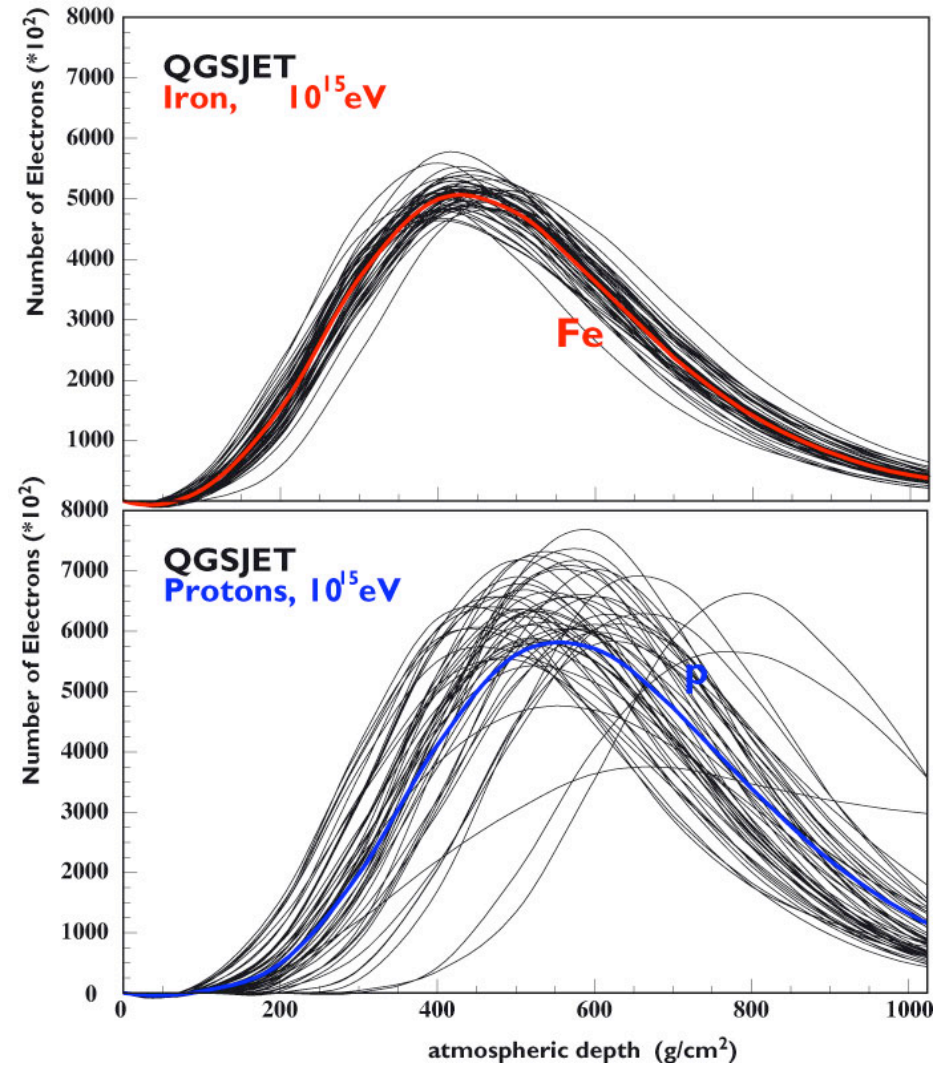 Number of Electrons (*10²)
8000
7000
6000
5000
4000
3000
2000
1000
QGSJET
Iron, 10¹⁵eV
Fe
Number of Electrons (*10²)
8000
8000
7000
6000
5000
4000
3000
2000
1000
0
QGSJET
Protons, 10¹⁵eV
p
0 200 400 600 800 1000
atmospheric depth (g/cm²)